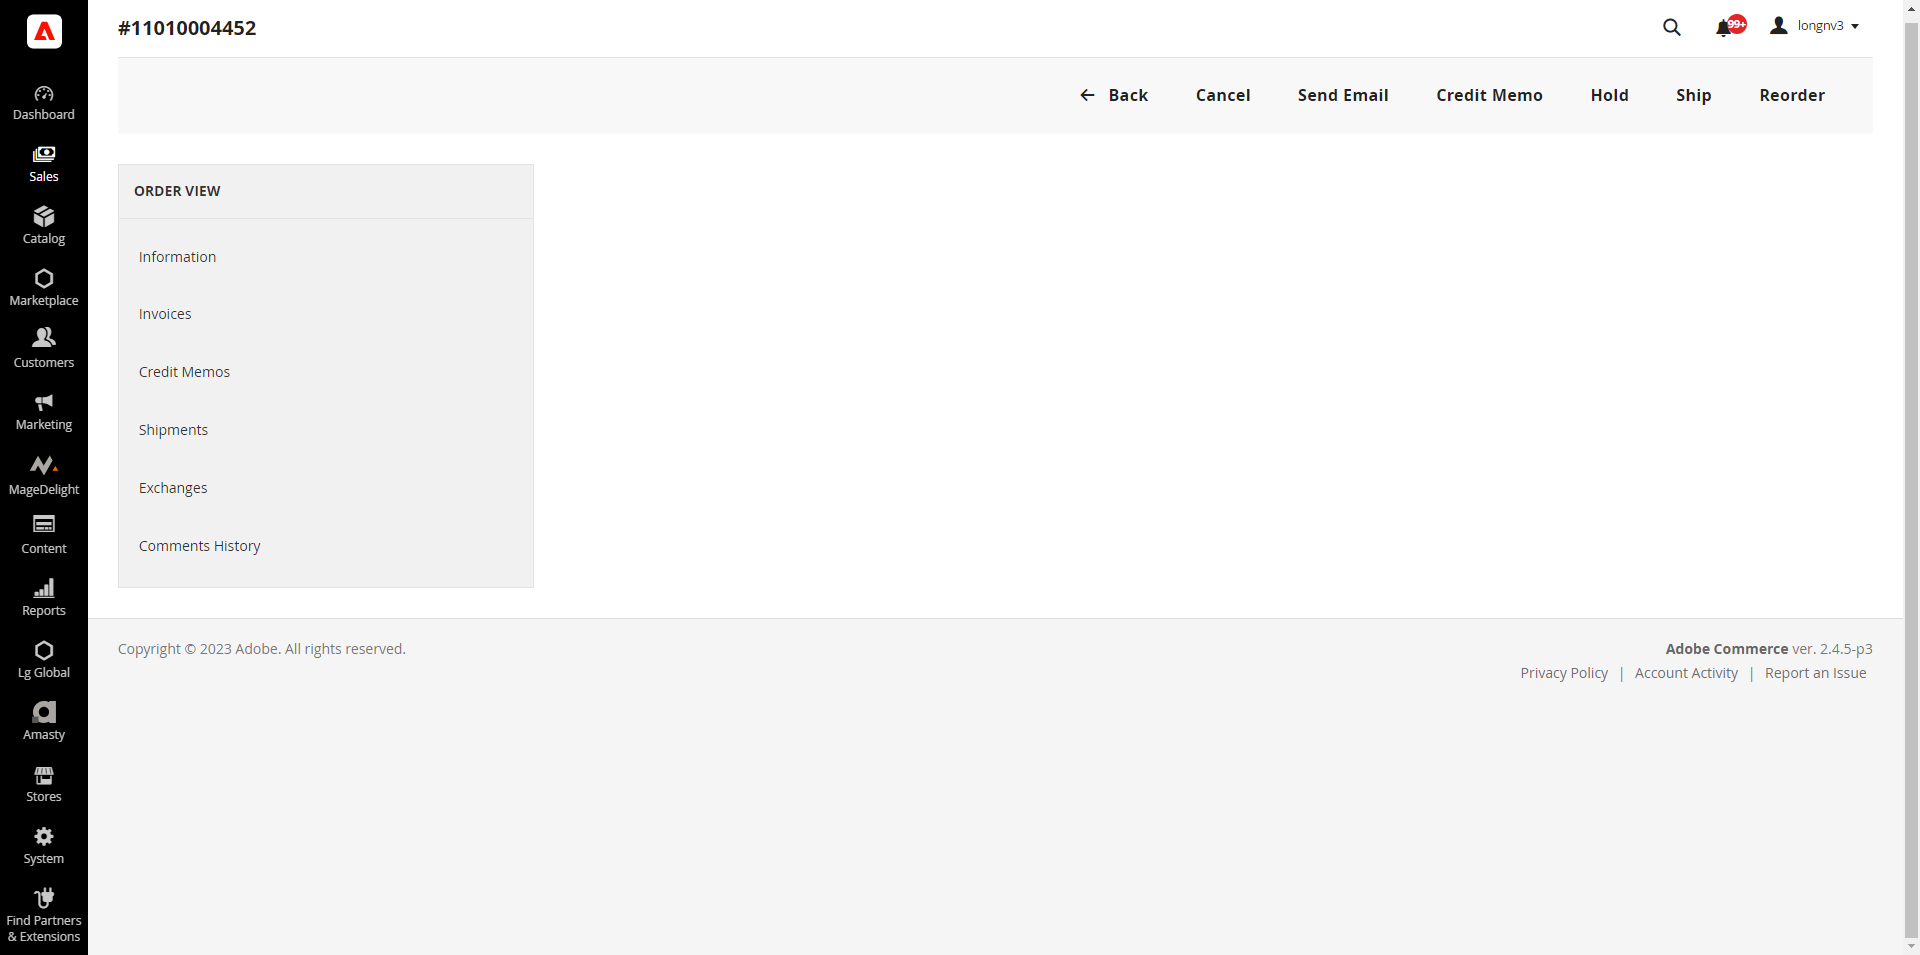 #11010004452
99+
longnv3
Back
Cancel
Send Email
Credit Memo
Hold
Ship
Reorder
Dashboard
Sales
Catalog
Marketplace
Customers
Marketing
MageDelight
Content
Reports
Lg Global
Amasty
Stores
System
Find Partners
& Extensions
ORDER VIEW
Information
Invoices
Credit Memos
Shipments
Exchanges
Comments History
Copyright © 2023 Adobe. All rights reserved.
Adobe Commerce ver. 2.4.5-p3
Privacy Policy | Account Activity | Report an Issue